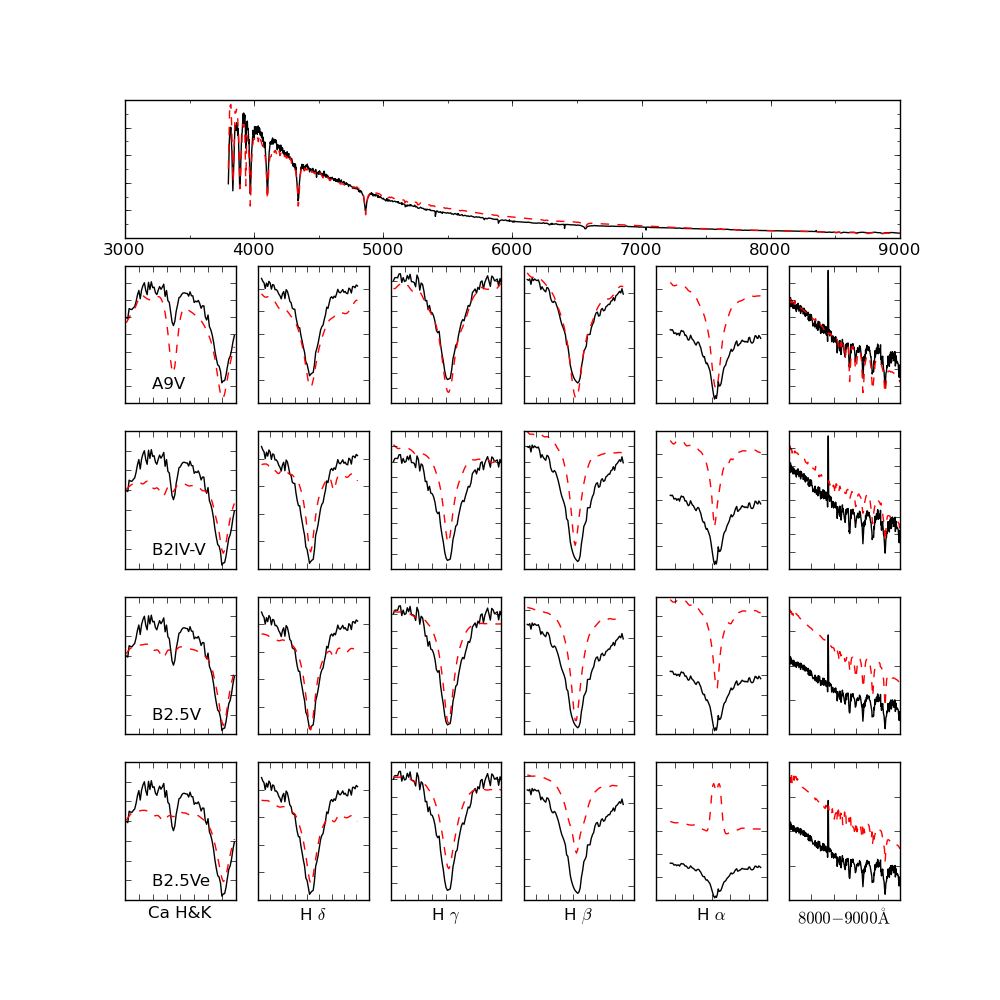 3000 4000 5000 6000 7000 8000 9000
A9V
B2IV-V
B2.5V
B2.5Ve
Ca H&K H δ H γ H β H α 8000−9000Å